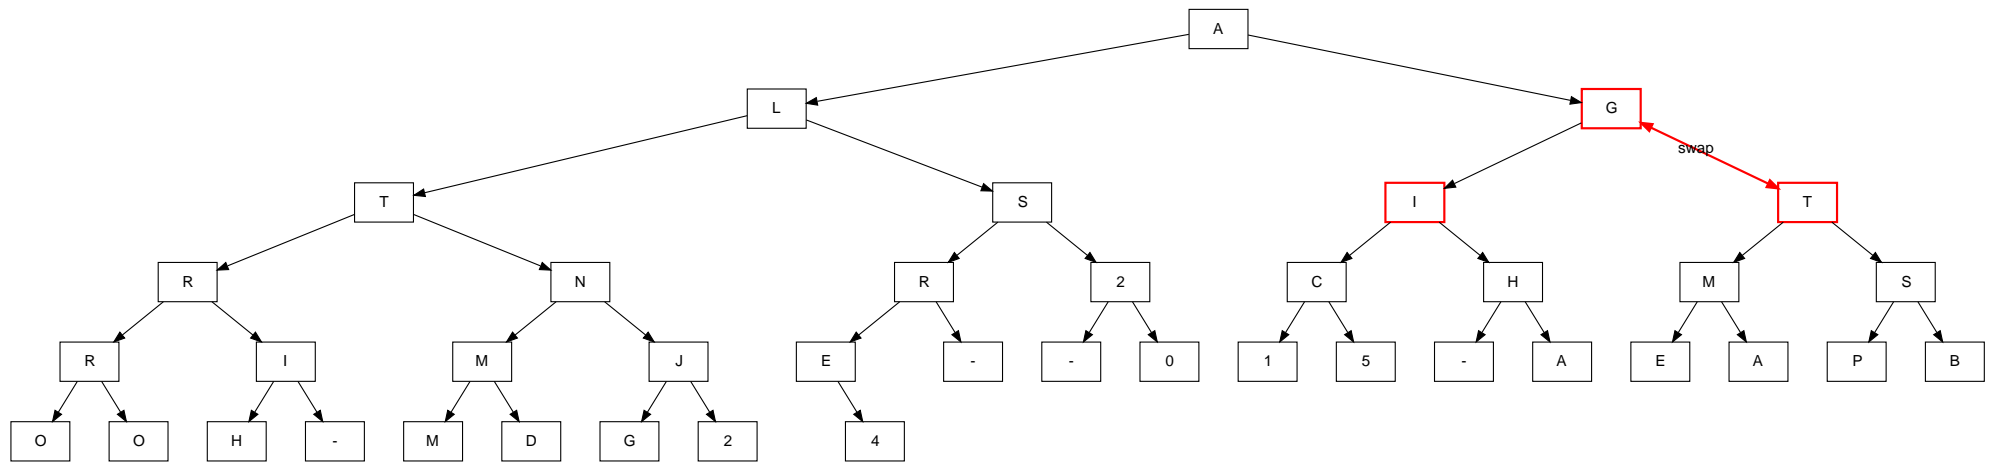 A
L G
swap
T S I T
R N R 2 C H M S
R I M J E - - 0 1 5 - A E A P B
O O H - M D G 2 4